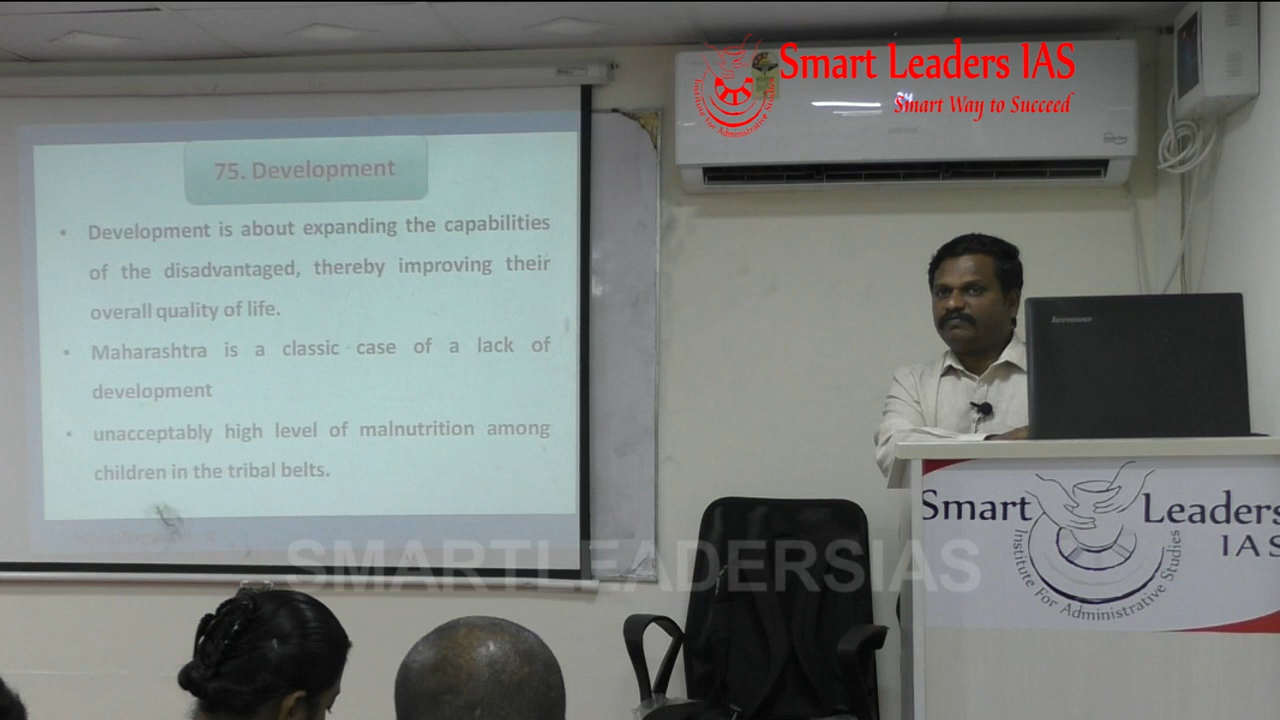 Smart Leaders IAS
Smart Way to Succeed
Institute For Administrative Studies
75. Development
• Development is about expanding the capabilities
of the disadvantaged, thereby improving their
overall quality of life.
• Maharashtra is a classic case of a lack of
development
• unacceptably high level of malnutrition among
children in the tribal belts.
lenovo
Smart Leaders
IAS
Institute For Administrative Studies
SMARTLEADERSIAS